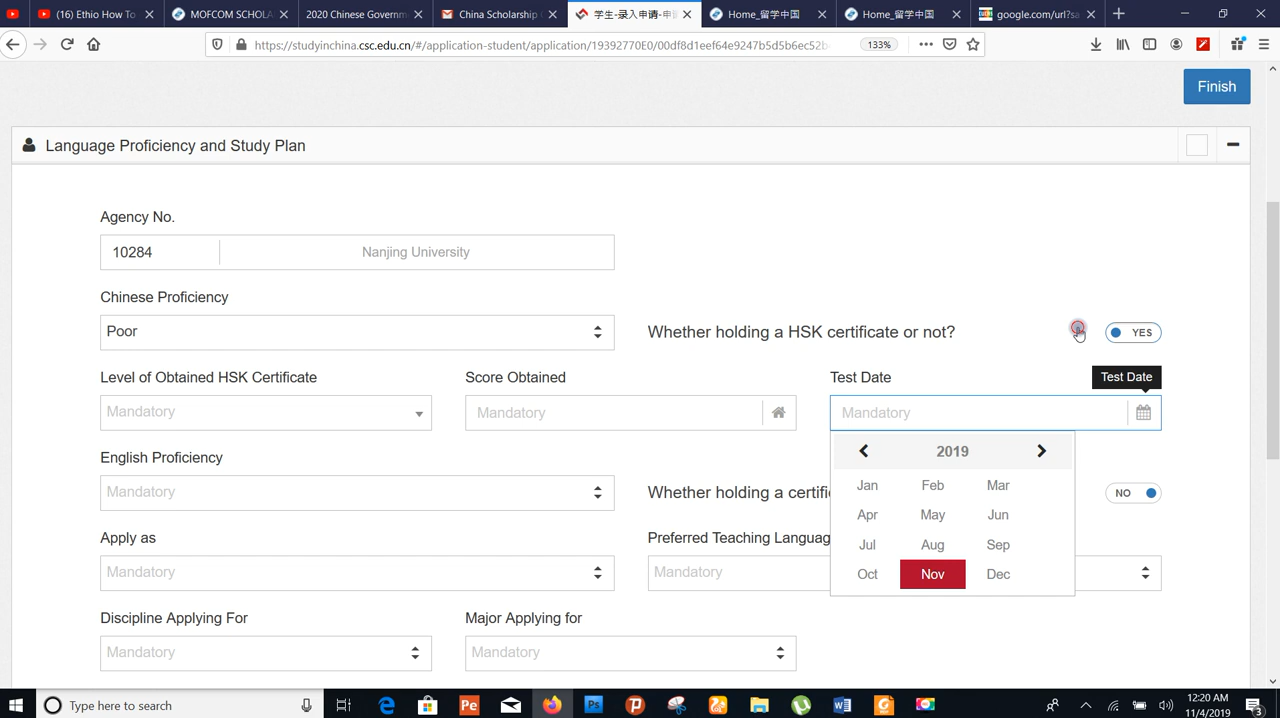 (16) Ethio How To
MOFCOM SCHOLA
2020 Chinese Governm
China Scholarship
学生-录入申请-申
Home_留学中国
Home_留学中国
google.com/url?sa
https://studyinchina.csc.edu.cn/#/application-student/application/19392770E0/00df8d1eef64e9247b5d5b6ec52b
133%
Finish
Language Proficiency and Study Plan
Agency No.
10284
Nanjing University
Chinese Proficiency
Poor
Whether holding a HSK certificate or not?
YES
Level of Obtained HSK Certificate
Score Obtained
Test Date
Test Date
Mandatory
Mandatory
Mandatory
2019
English Proficiency
Jan Feb Mar
Mandatory
Whether holding a certifi
NO
Apr May Jun
Apply as
Preferred Teaching Languag
Jul Aug Sep
Mandatory
Mandatory
Oct Nov Dec
Discipline Applying For
Major Applying for
Mandatory
Mandatory
Type here to search
Pe
Ps
12:20 AM
11/4/2019
3